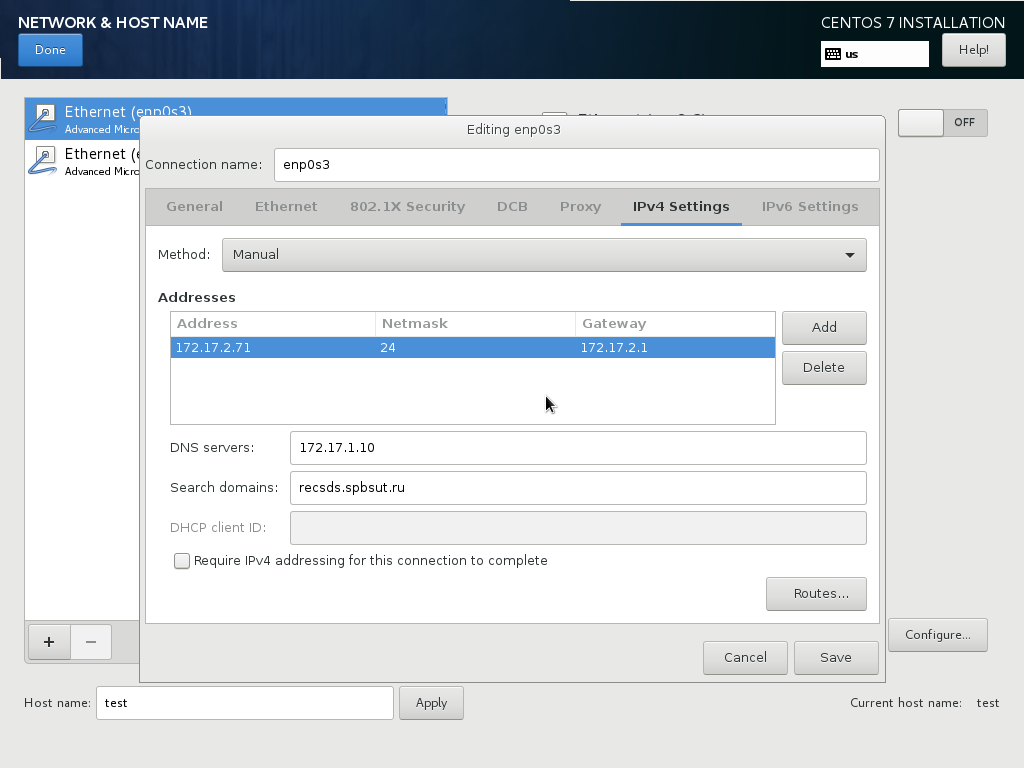 NETWORK & HOST NAME
CENTOS 7 INSTALLATION
Done
us
Help!
Ethernet (enp0s3)
Advanced Micro
OFF
Ethernet (e
Advanced Micro
Editing enp0s3
Connection name: enp0s3
General Ethernet 802.1X Security DCB Proxy IPv4 Settings IPv6 Settings
Method: Manual
Addresses
Address Netmask Gateway
172.17.2.71 24 172.17.2.1
Add
Delete
DNS servers: 172.17.1.10
Search domains: recsds.spbsut.ru
DHCP client ID:
Require IPv4 addressing for this connection to complete
Routes...
+ −
Configure...
Cancel Save
Host name: test Apply
Current host name: test